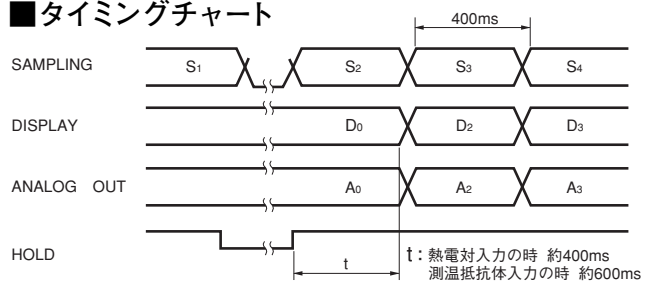 ■タイミングチャート
400ms
SAMPLING S1 S2 S3 S4
DISPLAY D0 D2 D3
ANALOG OUT A0 A2 A3
HOLD t t：熱電対入力の時 約400ms
測温抵抗体入力の時 約600ms